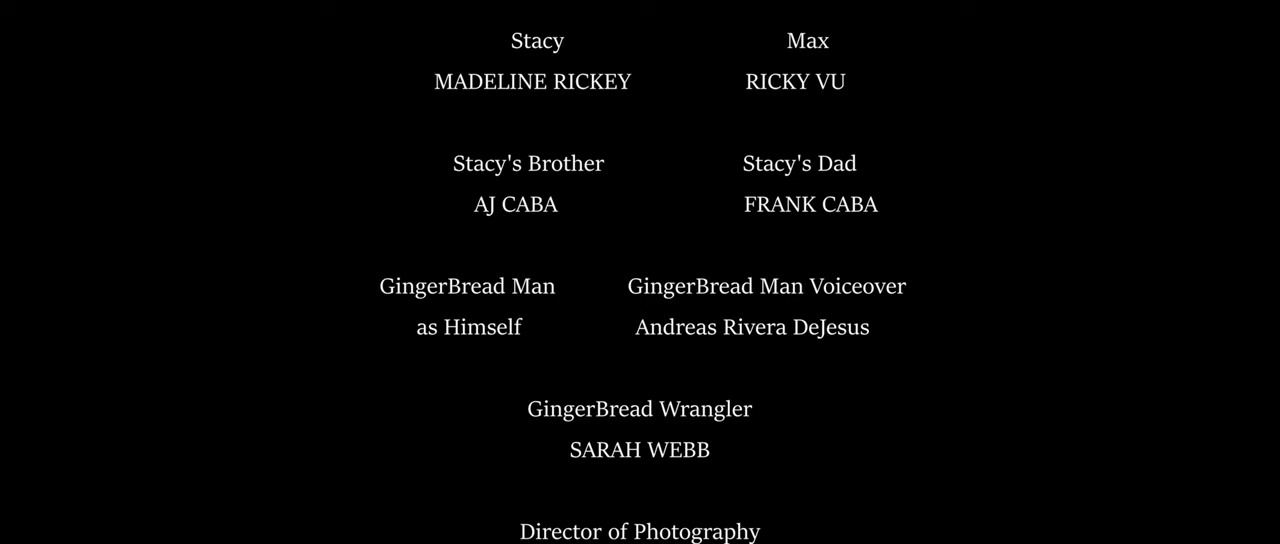 Stacy Max
MADELINE RICKEY RICKY VU
Stacy's Brother Stacy's Dad
AJ CABA FRANK CABA
GingerBread Man GingerBread Man Voiceover
as Himself Andreas Rivera DeJesus
GingerBread Wrangler
SARAH WEBB
Director of Photography